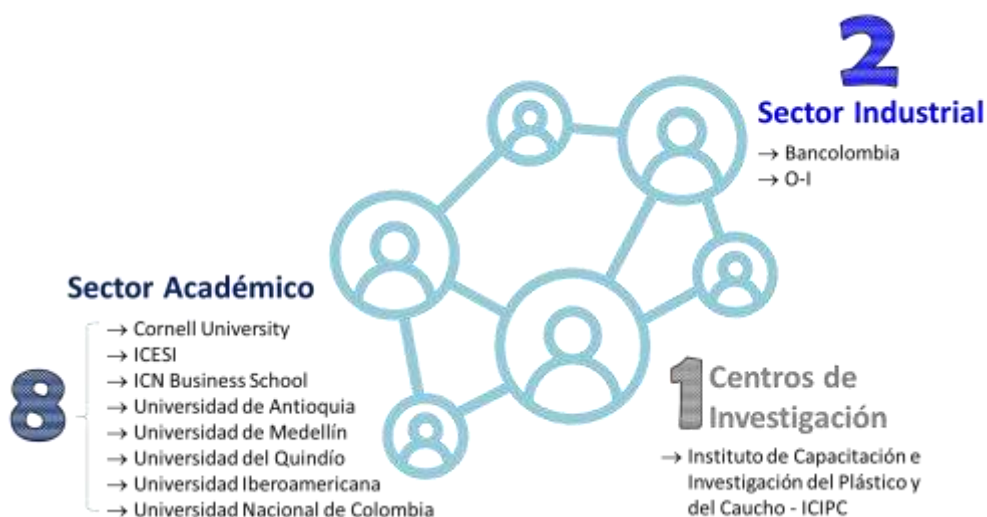 2
Sector Industrial
→ Bancolombia
→ O-I
Sector Académico
8
→ Cornell University
→ ICESI
→ ICN Business School
→ Universidad de Antioquia
→ Universidad de Medellín
→ Universidad del Quindío
→ Universidad Iberoamericana
→ Universidad Nacional de Colombia
1
Centros de
Investigación
→ Instituto de Capacitación e
Investigación del Plástico y
del Caucho - ICIPC